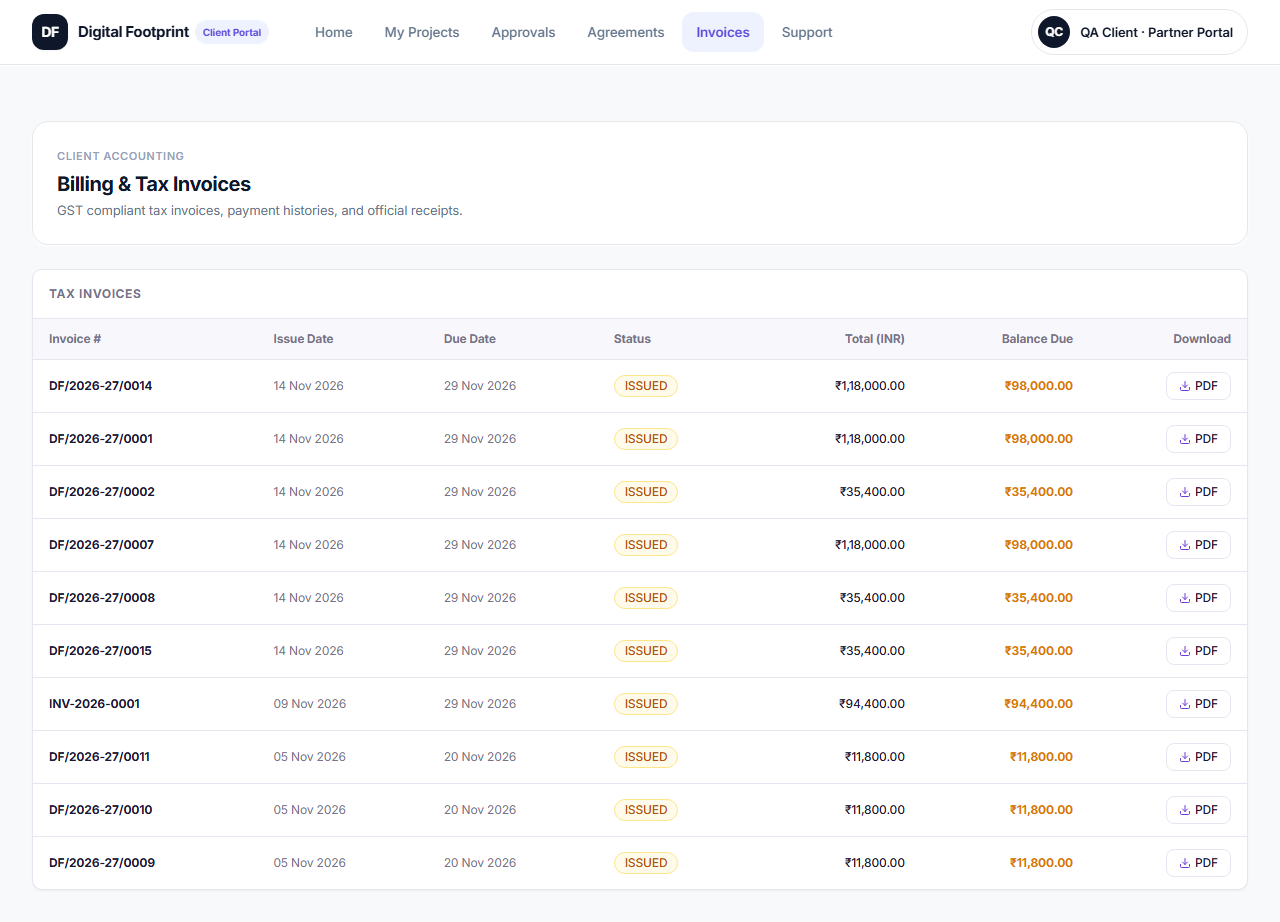 DF Digital Footprint Client Portal Home My Projects Approvals Agreements Invoices Support QC QA Client · Partner Portal
CLIENT ACCOUNTING
Billing & Tax Invoices
GST compliant tax invoices, payment histories, and official receipts.
TAX INVOICES
Invoice # Issue Date Due Date Status Total (INR) Balance Due Download
DF/2026-27/0014 14 Nov 2026 29 Nov 2026 ISSUED ₹1,18,000.00 ₹98,000.00 PDF
DF/2026-27/0001 14 Nov 2026 29 Nov 2026 ISSUED ₹1,18,000.00 ₹98,000.00 PDF
DF/2026-27/0002 14 Nov 2026 29 Nov 2026 ISSUED ₹35,400.00 ₹35,400.00 PDF
DF/2026-27/0007 14 Nov 2026 29 Nov 2026 ISSUED ₹1,18,000.00 ₹98,000.00 PDF
DF/2026-27/0008 14 Nov 2026 29 Nov 2026 ISSUED ₹35,400.00 ₹35,400.00 PDF
DF/2026-27/0015 14 Nov 2026 29 Nov 2026 ISSUED ₹35,400.00 ₹35,400.00 PDF
INV-2026-0001 09 Nov 2026 29 Nov 2026 ISSUED ₹94,400.00 ₹94,400.00 PDF
DF/2026-27/0011 05 Nov 2026 20 Nov 2026 ISSUED ₹11,800.00 ₹11,800.00 PDF
DF/2026-27/0010 05 Nov 2026 20 Nov 2026 ISSUED ₹11,800.00 ₹11,800.00 PDF
DF/2026-27/0009 05 Nov 2026 20 Nov 2026 ISSUED ₹11,800.00 ₹11,800.00 PDF